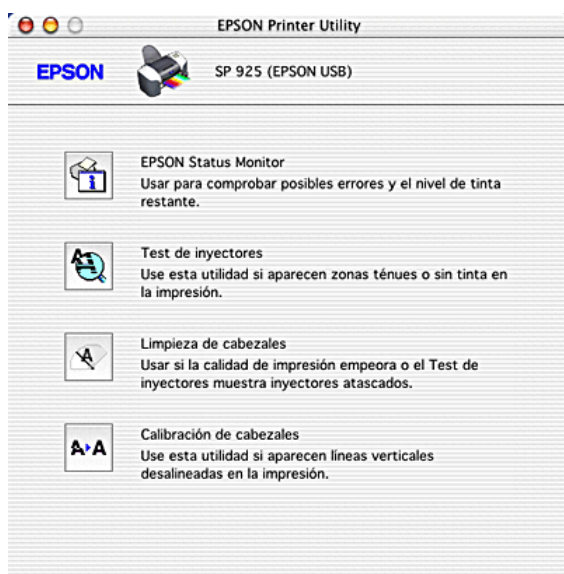 EPSON Printer Utility
EPSON
SP 925 (EPSON USB)
EPSON Status Monitor
Usar para comprobar posibles errores y el nivel de tinta
restante.
Test de inyectores
Use esta utilidad si aparecen zonas ténues o sin tinta en
la impresión.
Limpieza de cabezales
Usar si la calidad de impresión empeora o el Test de
inyectores muestra inyectores atascados.
Calibración de cabezales
Use esta utilidad si aparecen líneas verticales
desalineadas en la impresión.